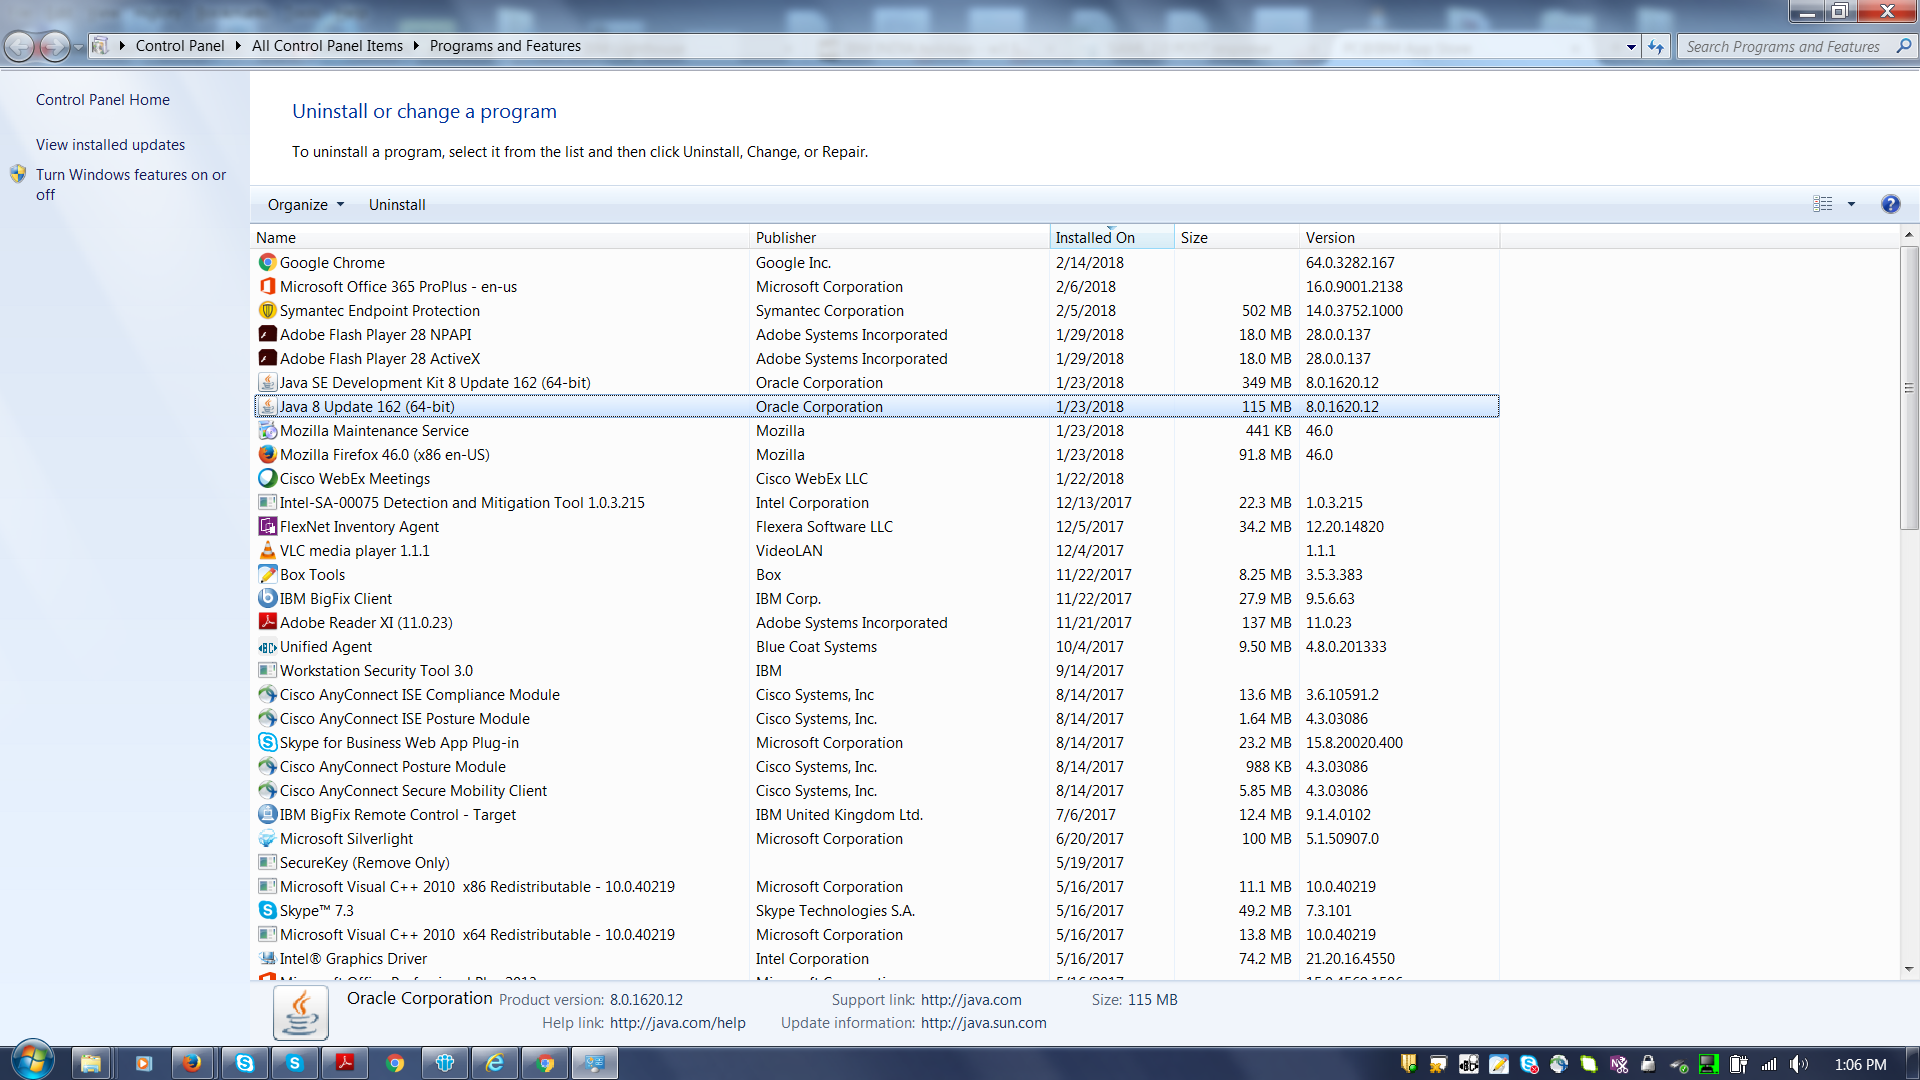 Control Panel ▸ All Control Panel Items ▸ Programs and Features
Search Programs and Features
Control Panel Home
View installed updates
Turn Windows features on or
off
Uninstall or change a program
To uninstall a program, select it from the list and then click Uninstall, Change, or Repair.
Organize Uninstall
Name Publisher Installed On Size Version
Google Chrome Google Inc. 2/14/2018 64.0.3282.167
Microsoft Office 365 ProPlus - en-us Microsoft Corporation 2/6/2018 16.0.9001.2138
Symantec Endpoint Protection Symantec Corporation 2/5/2018 502 MB 14.0.3752.1000
Adobe Flash Player 28 NPAPI Adobe Systems Incorporated 1/29/2018 18.0 MB 28.0.0.137
Adobe Flash Player 28 ActiveX Adobe Systems Incorporated 1/29/2018 18.0 MB 28.0.0.137
Java SE Development Kit 8 Update 162 (64-bit) Oracle Corporation 1/23/2018 349 MB 8.0.1620.12
Java 8 Update 162 (64-bit) Oracle Corporation 1/23/2018 115 MB 8.0.1620.12
Mozilla Maintenance Service Mozilla 1/23/2018 441 KB 46.0
Mozilla Firefox 46.0 (x86 en-US) Mozilla 1/23/2018 91.8 MB 46.0
Cisco WebEx Meetings Cisco WebEx LLC 1/22/2018
Intel-SA-00075 Detection and Mitigation Tool 1.0.3.215 Intel Corporation 12/13/2017 22.3 MB 1.0.3.215
FlexNet Inventory Agent Flexera Software LLC 12/5/2017 34.2 MB 12.20.14820
VLC media player 1.1.1 VideoLAN 12/4/2017 1.1.1
Box Tools Box 11/22/2017 8.25 MB 3.5.3.383
IBM BigFix Client IBM Corp. 11/22/2017 27.9 MB 9.5.6.63
Adobe Reader XI (11.0.23) Adobe Systems Incorporated 11/21/2017 137 MB 11.0.23
Unified Agent Blue Coat Systems 10/4/2017 9.50 MB 4.8.0.201333
Workstation Security Tool 3.0 IBM 9/14/2017
Cisco AnyConnect ISE Compliance Module Cisco Systems, Inc 8/14/2017 13.6 MB 3.6.10591.2
Cisco AnyConnect ISE Posture Module Cisco Systems, Inc. 8/14/2017 1.64 MB 4.3.03086
Skype for Business Web App Plug-in Microsoft Corporation 8/14/2017 23.2 MB 15.8.20020.400
Cisco AnyConnect Posture Module Cisco Systems, Inc. 8/14/2017 988 KB 4.3.03086
Cisco AnyConnect Secure Mobility Client Cisco Systems, Inc. 8/14/2017 5.85 MB 4.3.03086
IBM BigFix Remote Control - Target IBM United Kingdom Ltd. 7/6/2017 12.4 MB 9.1.4.0102
Microsoft Silverlight Microsoft Corporation 6/20/2017 100 MB 5.1.50907.0
SecureKey (Remove Only) 5/19/2017
Microsoft Visual C++ 2010 x86 Redistributable - 10.0.40219 Microsoft Corporation 5/16/2017 11.1 MB 10.0.40219
Skype™ 7.3 Skype Technologies S.A. 5/16/2017 49.2 MB 7.3.101
Microsoft Visual C++ 2010 x64 Redistributable - 10.0.40219 Microsoft Corporation 5/16/2017 13.8 MB 10.0.40219
Intel® Graphics Driver Intel Corporation 5/16/2017 74.2 MB 21.20.16.4550
Oracle Corporation Product version: 8.0.1620.12 Support link: http://java.com Size: 115 MB
Help link: http://java.com/help Update information: http://java.sun.com
1:06 PM